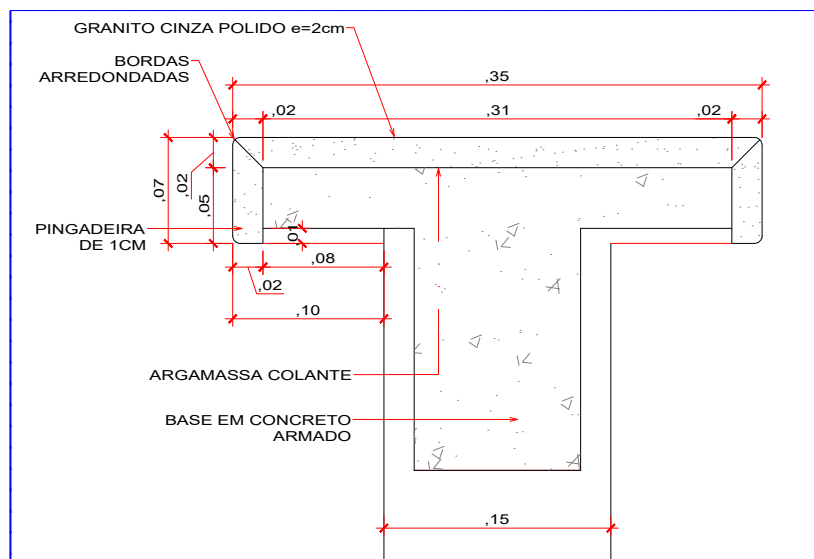 GRANITO CINZA POLIDO e=2cm
BORDAS
ARREDONDADAS
,35
,02
,31
,02
,07
,02
,05
PINGADEIRA
DE 1CM
,01
,08
,02
,10
ARGAMASSA COLANTE
BASE EM CONCRETO
ARMADO
,15